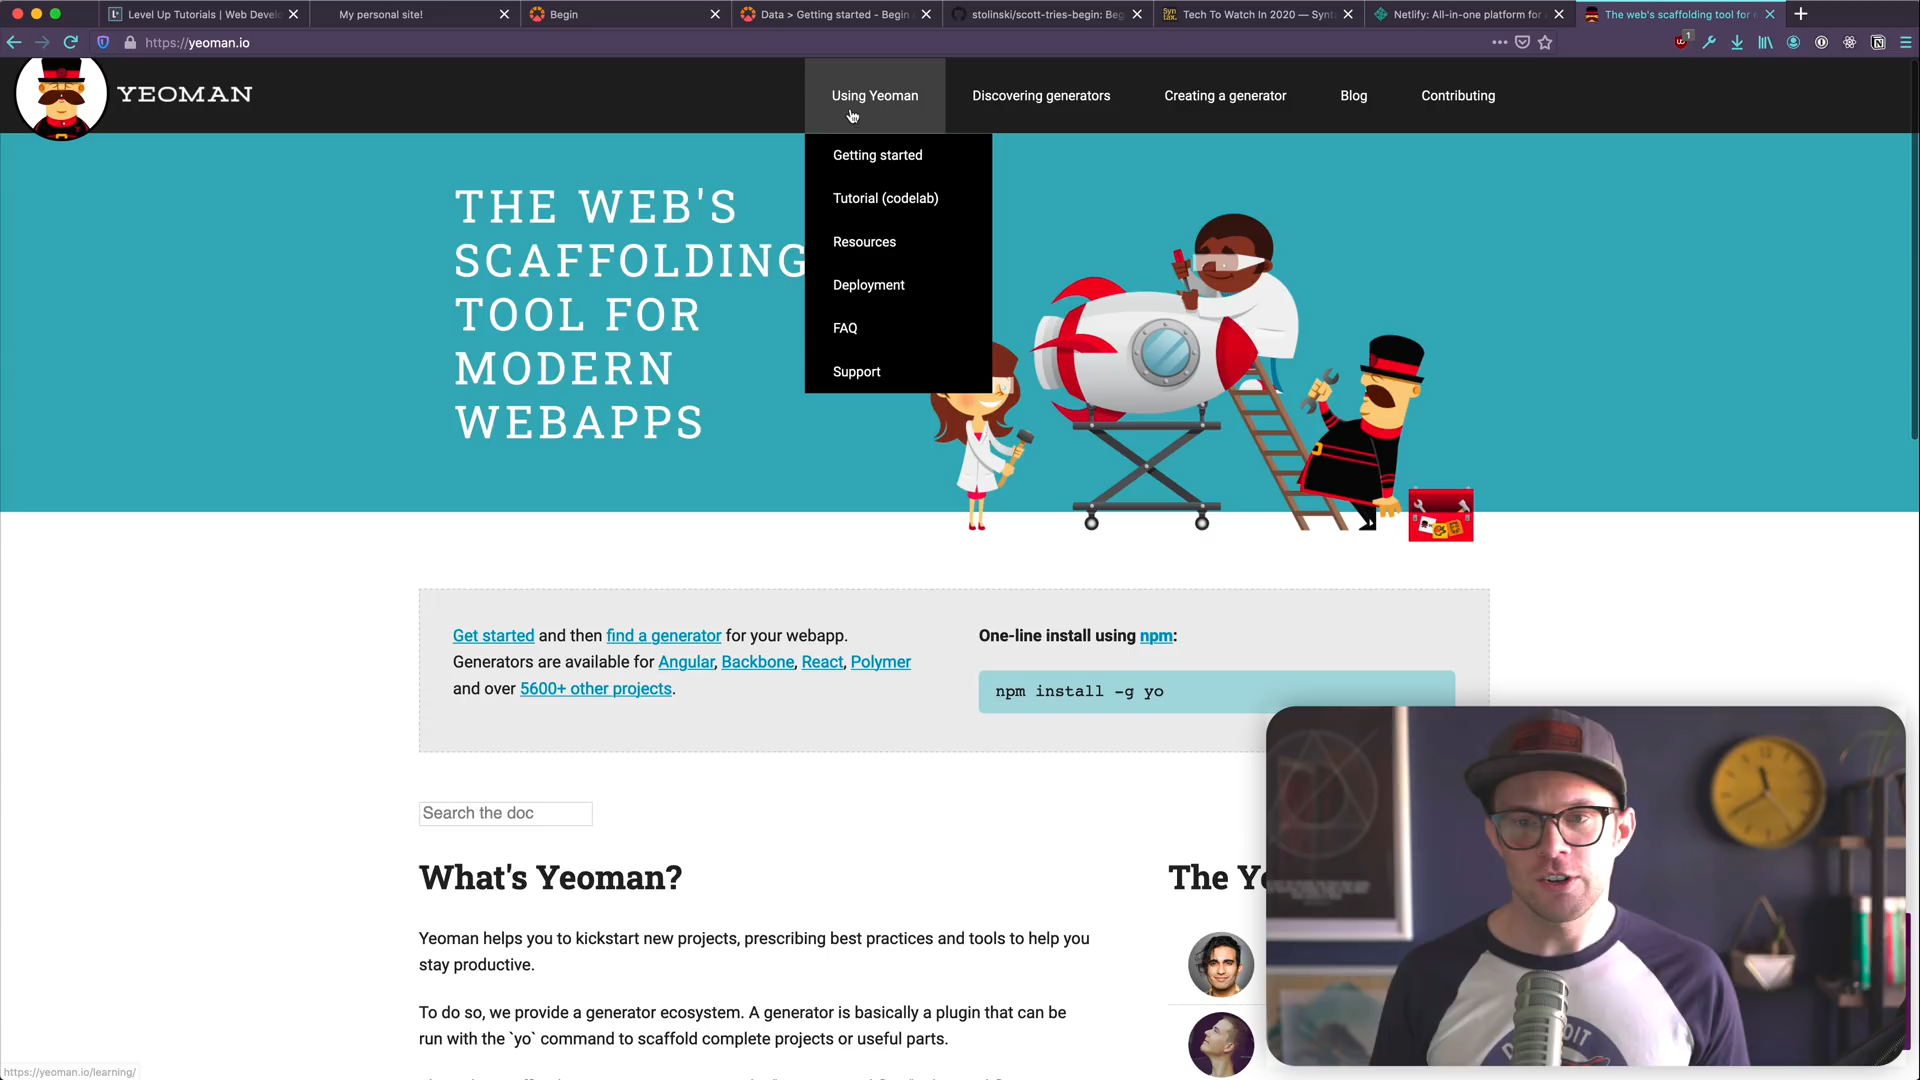 Level Up Tutorials | Web Devel
My personal site!
Begin
Data > Getting started - Begin
stolinski/scott-tries-begin: Beg
Tech To Watch In 2020 — Synt
Netlify: All-in-one platform for
The web's scaffolding tool for
https://yeoman.io
1
YEOMAN
Using Yeoman
Discovering generators
Creating a generator
Blog
Contributing
Getting started
Tutorial (codelab)
Resources
Deployment
FAQ
Support
THE WEB'S
SCAFFOLDING
TOOL FOR
MODERN
WEBAPPS
Get started and then find a generator for your webapp.
Generators are available for Angular, Backbone, React, Polymer
and over 5600+ other projects.
One-line install using npm:
npm install -g yo
Search the doc
What's Yeoman?
The Ye
Yeoman helps you to kickstart new projects, prescribing best practices and tools to help you
stay productive.
To do so, we provide a generator ecosystem. A generator is basically a plugin that can be
run with the `yo` command to scaffold complete projects or useful parts.
https://yeoman.io/learning/